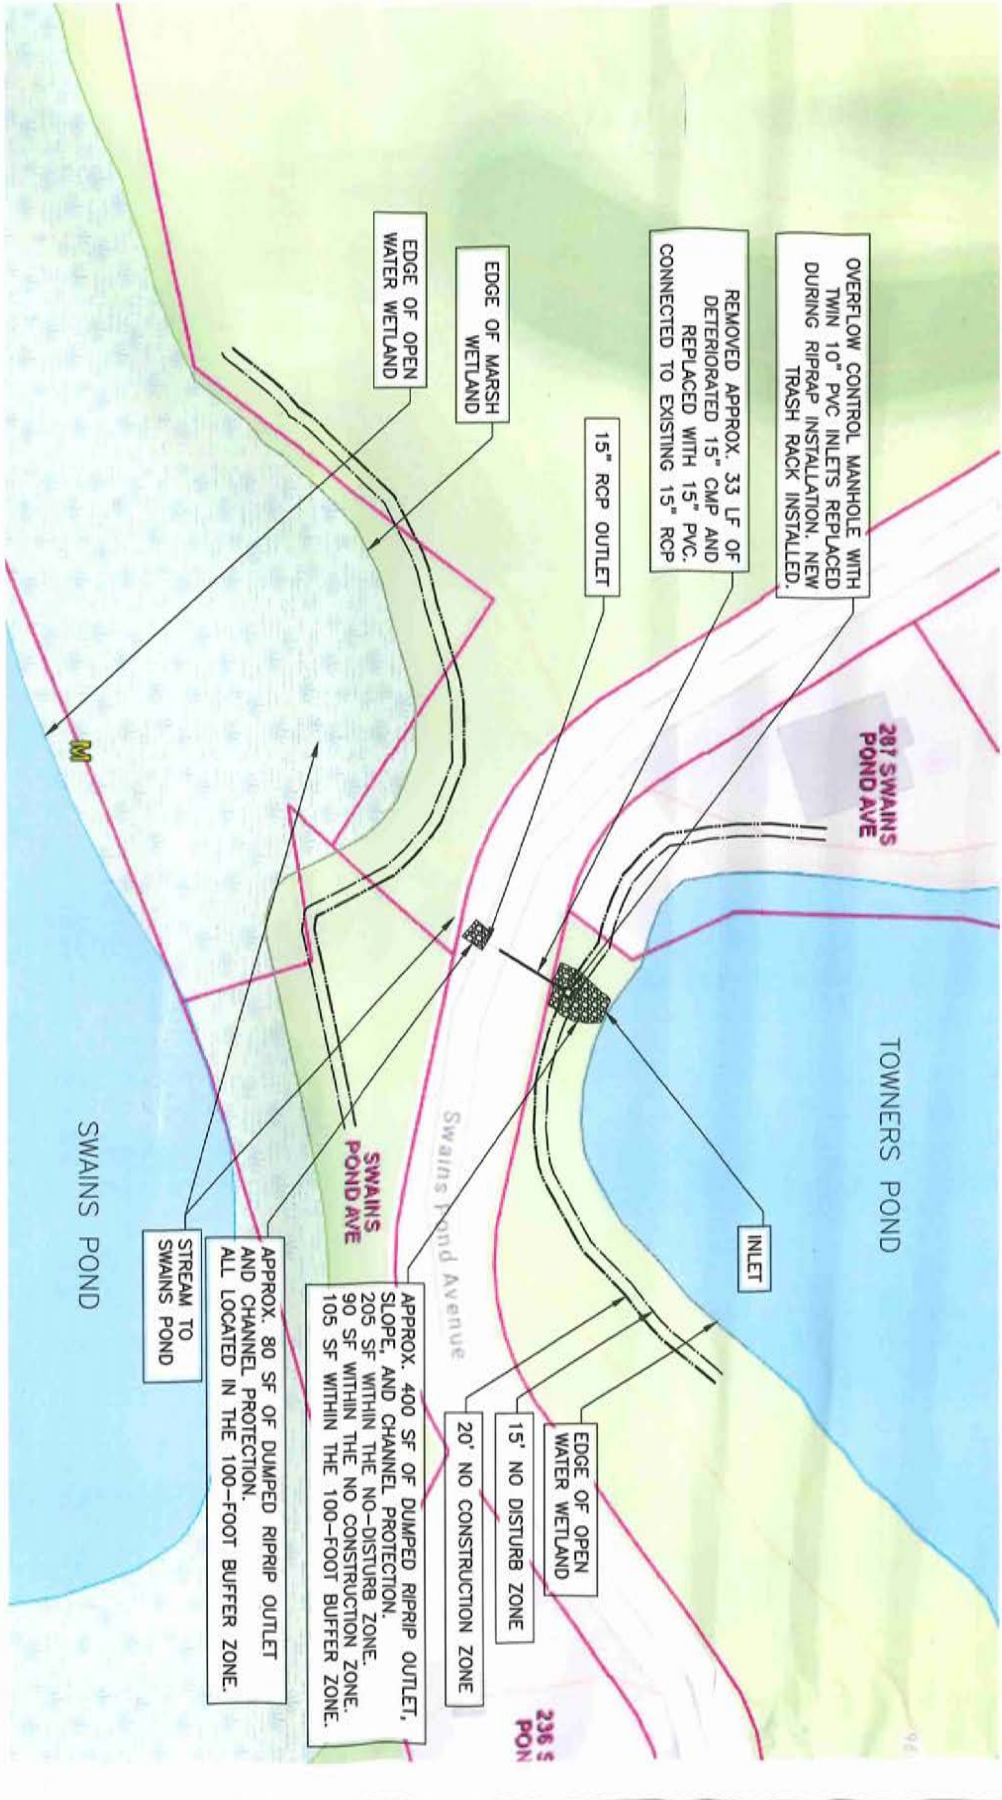 OVERFLOW CONTROL MANHOLE WITH
TWIN 10" PVC INLETS REPLACED
DURING RIPRAP INSTALLATION. NEW
TRASH RACK INSTALLED.
REMOVED APPROX. 33 LF OF
DETERIORATED 15" CMP AND
REPLACED WITH 15" PVC.
CONNECTED TO EXISTING 15" RCP
15" RCP OUTLET
EDGE OF MARSH
WETLAND
EDGE OF OPEN
WATER WETLAND
287 SWAINS
POND AVE
TOWNERS POND
INLET
EDGE OF OPEN
WATER WETLAND
15' NO DISTURB ZONE
20' NO CONSTRUCTION ZONE
Swains Pond Avenue
SWAINS
POND AVE
M
SWAINS POND
APPROX. 400 SF OF DUMPED RIPRIP OUTLET,
SLOPE, AND CHANNEL PROTECTION.
205 SF WITHIN THE NO-DISTURB ZONE.
90 SF WITHIN THE NO CONSTRUCTION ZONE.
105 SF WITHIN THE 100-FOOT BUFFER ZONE.
APPROX. 80 SF OF DUMPED RIPRIP OUTLET
AND CHANNEL PROTECTION.
ALL LOCATED IN THE 100-FOOT BUFFER ZONE.
STREAM TO
SWAINS POND
236 S
PON